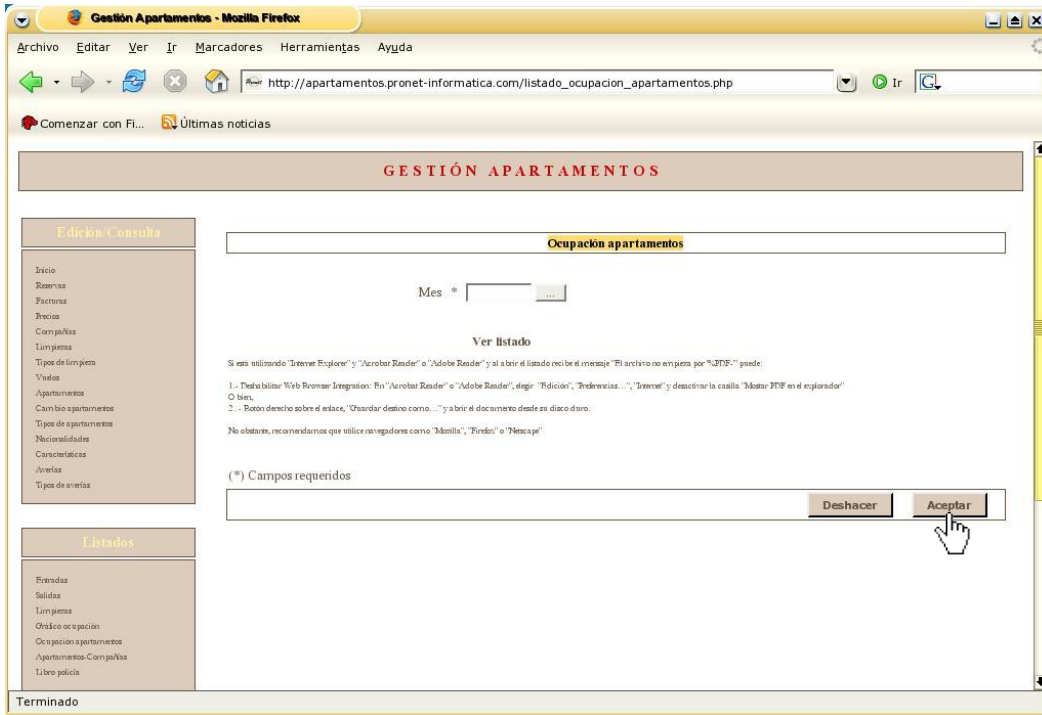 Gestión Apartamentos - Mozilla Firefox
Archivo Editar Ver Ir Marcadores Herramientas Ayuda
http://apartamentos.pronet-informatica.com/listado_ocupacion_apartamentos.php Ir G
Comenzar con Fi... Últimas noticias
GESTIÓN APARTAMENTOS
Edición/Consulta
Inicio
Reservas
Facturas
Precios
Compañías
Limpiezas
Tipos de limpieza
Vuelos
Apartamentos
Cambio apartamentos
Tipos de apartamentos
Nacionalidades
Características
Averías
Tipos de averías
Listados
Entradas
Salidas
Limpiezas
Gráfico ocupación
Ocupación apartamentos
Apartamentos-Compañías
Libro policía
Ocupación apartamentos
Mes * ...
Ver listado
Si está utilizando "Internet Explorer" y "Acrobat Reader" o "Adobe Reader" y al abrir el listado recibe el mensaje "El archivo no empieza por "%PDF-" puede:
1.- Deshabilitar Web Browser Integration: En "Acrobat Reader" o "Adobe Reader", elegir "Edición", "Preferencias...", "Internet" y desactivar la casilla "Mostar PDF en el explorador"
O bien,
2. - Botón derecho sobre el enlace, "Guardar destino como..." y abrir el documento desde su disco duro.
No obstante, recomendamos que utilice navegadores como "Mozilla", "Firefox" o "Netscape"
(*) Campos requeridos
Deshacer Aceptar
Terminado